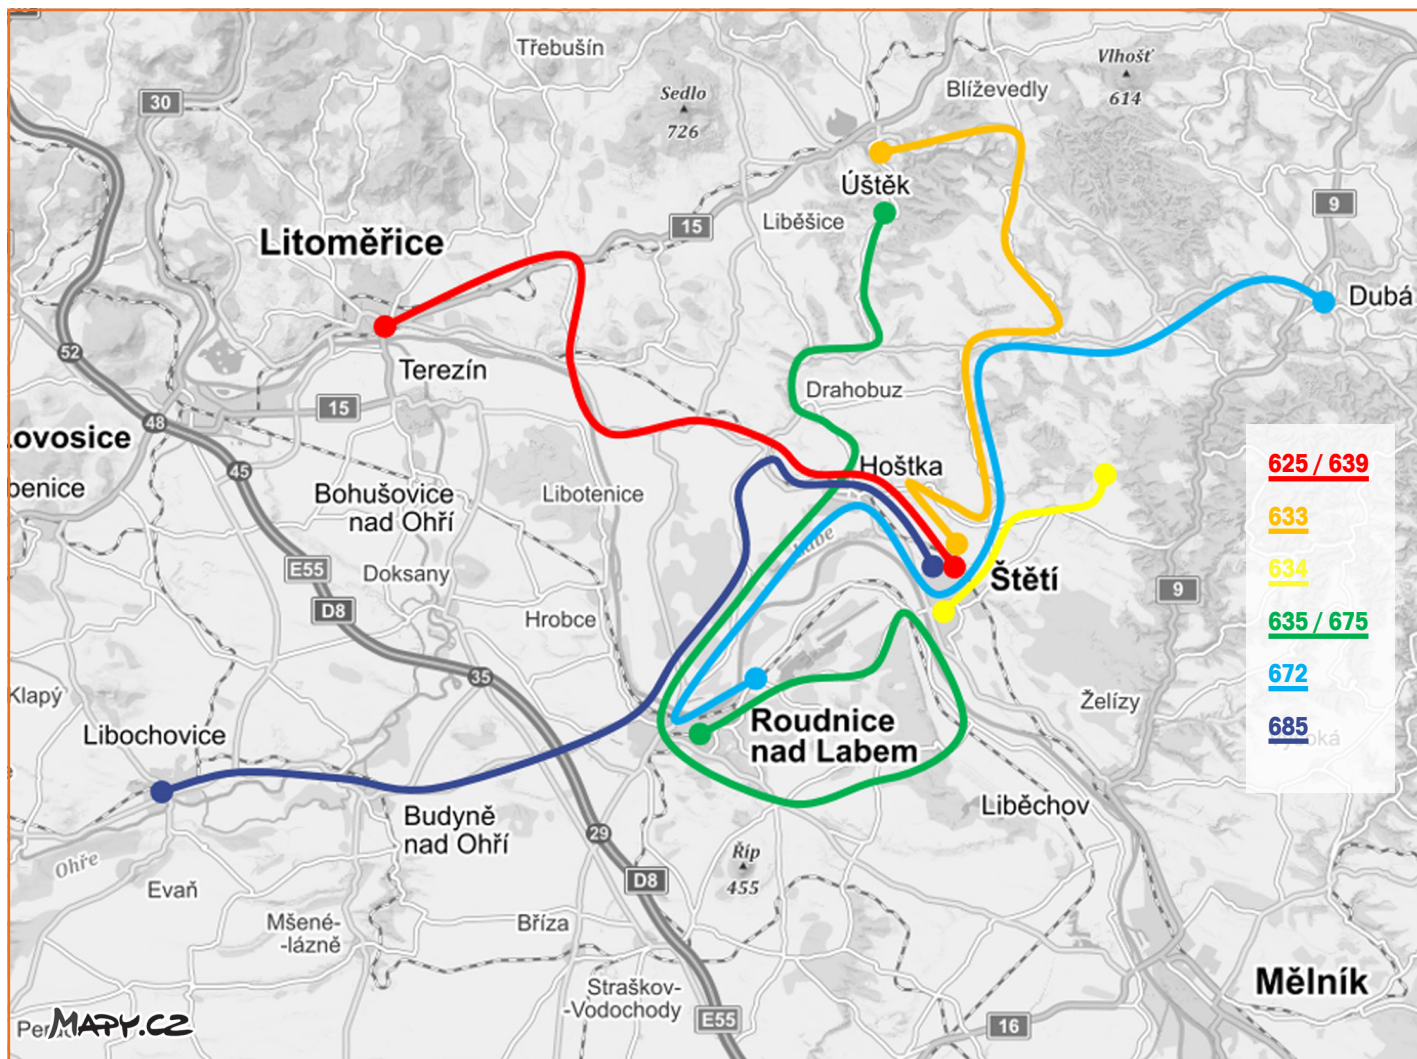 Třebušín
Vlhošť
614
Blíževedly
Sedlo
726
30
Úštěk
9
15
Liběšice
Litoměřice
Dubá
52
Terezín
15
Drahobuz
48
ovosice
45
Hoštka
625 / 639
benice
Bohušovice
nad Ohří
Libotenice
633
E55
Doksany
Štětí
634
9
D8
Hrobce
635 / 675
35
672
Klapý
Želízy
Libochovice
Roudnice
nad Labem
685
Budyně
nad Ohří
Liběchov
29
Ohře
Říp
455
D8
Evaň
Mšené-
-lázně
Bříza
Straškov-
-Vodochody
Mělník
E55
16
MAPY.CZ